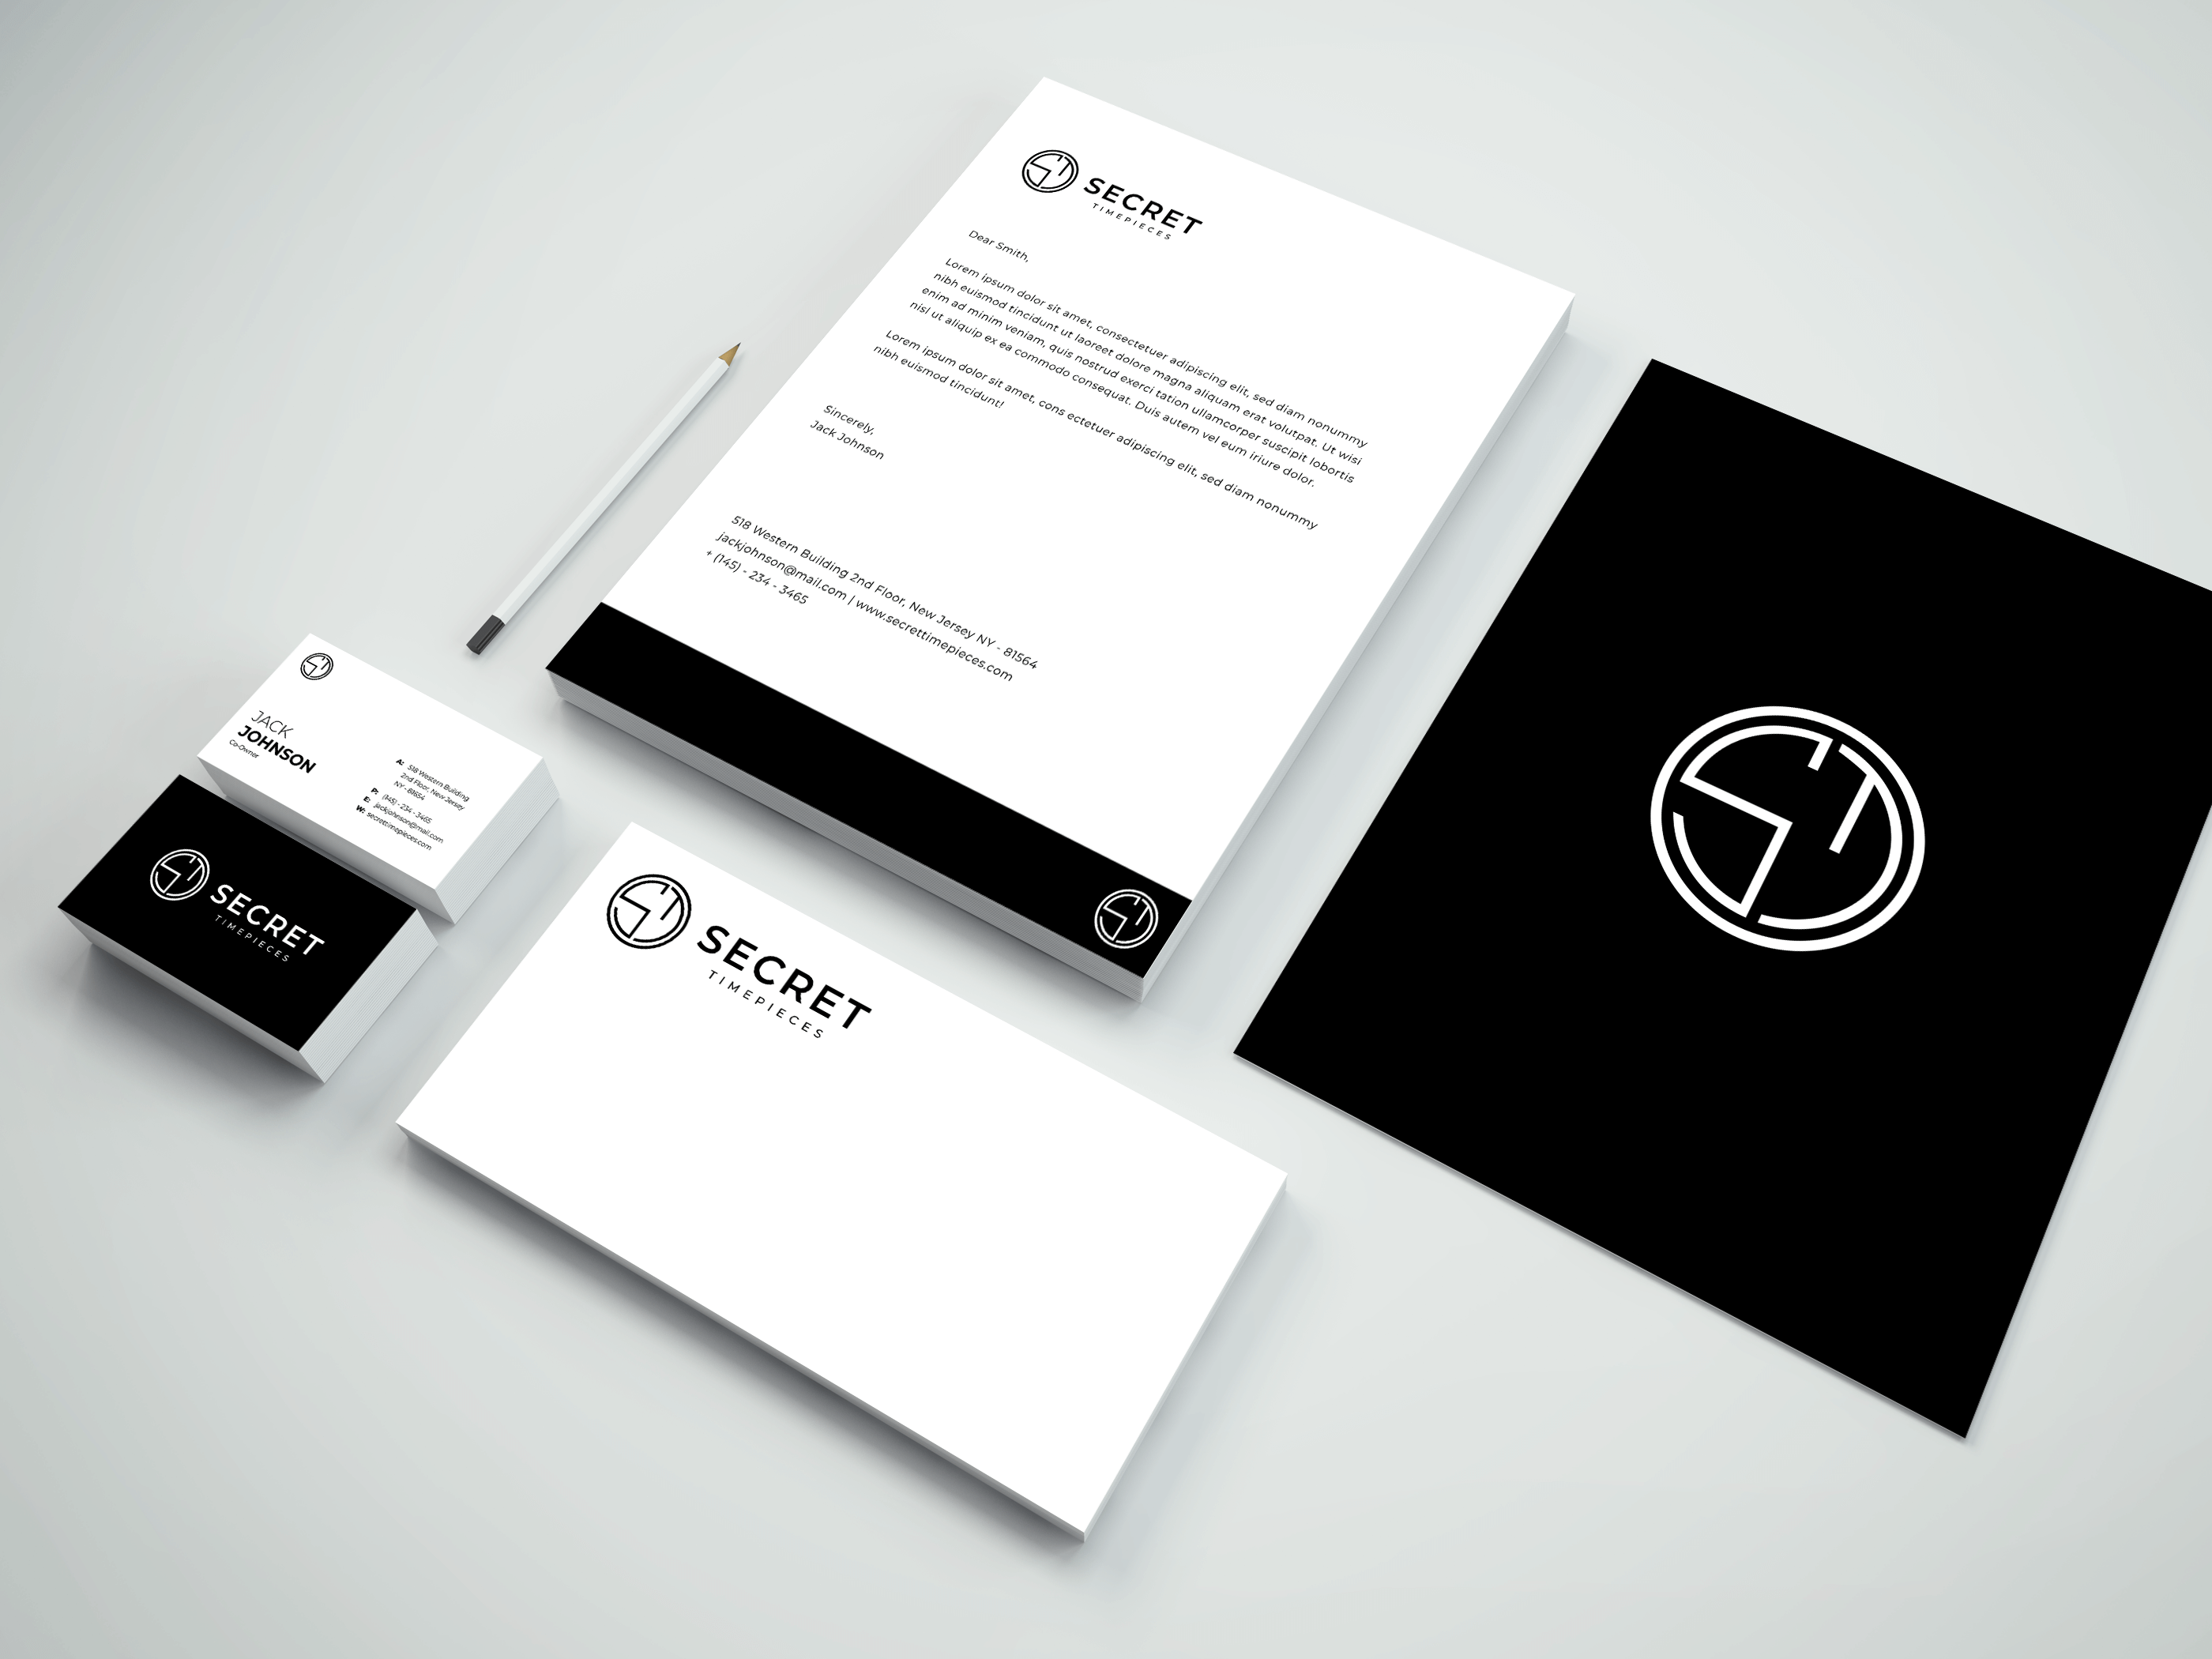 SECRET
TIMEPIECES
Dear Smith,
Lorem ipsum dolor sit amet, consectetuer adipiscing elit, sed diam nonummy
nibh euismod tincidunt ut laoreet dolore magna aliquam erat volutpat. Ut wisi
enim ad minim veniam, quis nostrud exerci tation ullamcorper suscipit lobortis
nisl ut aliquip ex ea commodo consequat. Duis autem vel eum iriure dolor.
Lorem ipsum dolor sit amet, cons ectetuer adipiscing elit, sed diam nonummy
nibh euismod tincidunt!
Sincerely,
Jack Johnson
518 Western Building 2nd Floor, New Jersey NY - 81564
jackjohnson@mail.com | www.secrettimepieces.com
+ (145) - 234 - 3465
JACK
JOHNSON
Co-Owner
A: 518 Western Building
2nd Floor, New Jersey
NY - 81654
P: (145) - 234 - 3465
E: jackjohnson@mail.com
W: secrettimepieces.com
SECRET
TIMEPIECES
SECRET
TIMEPIECES